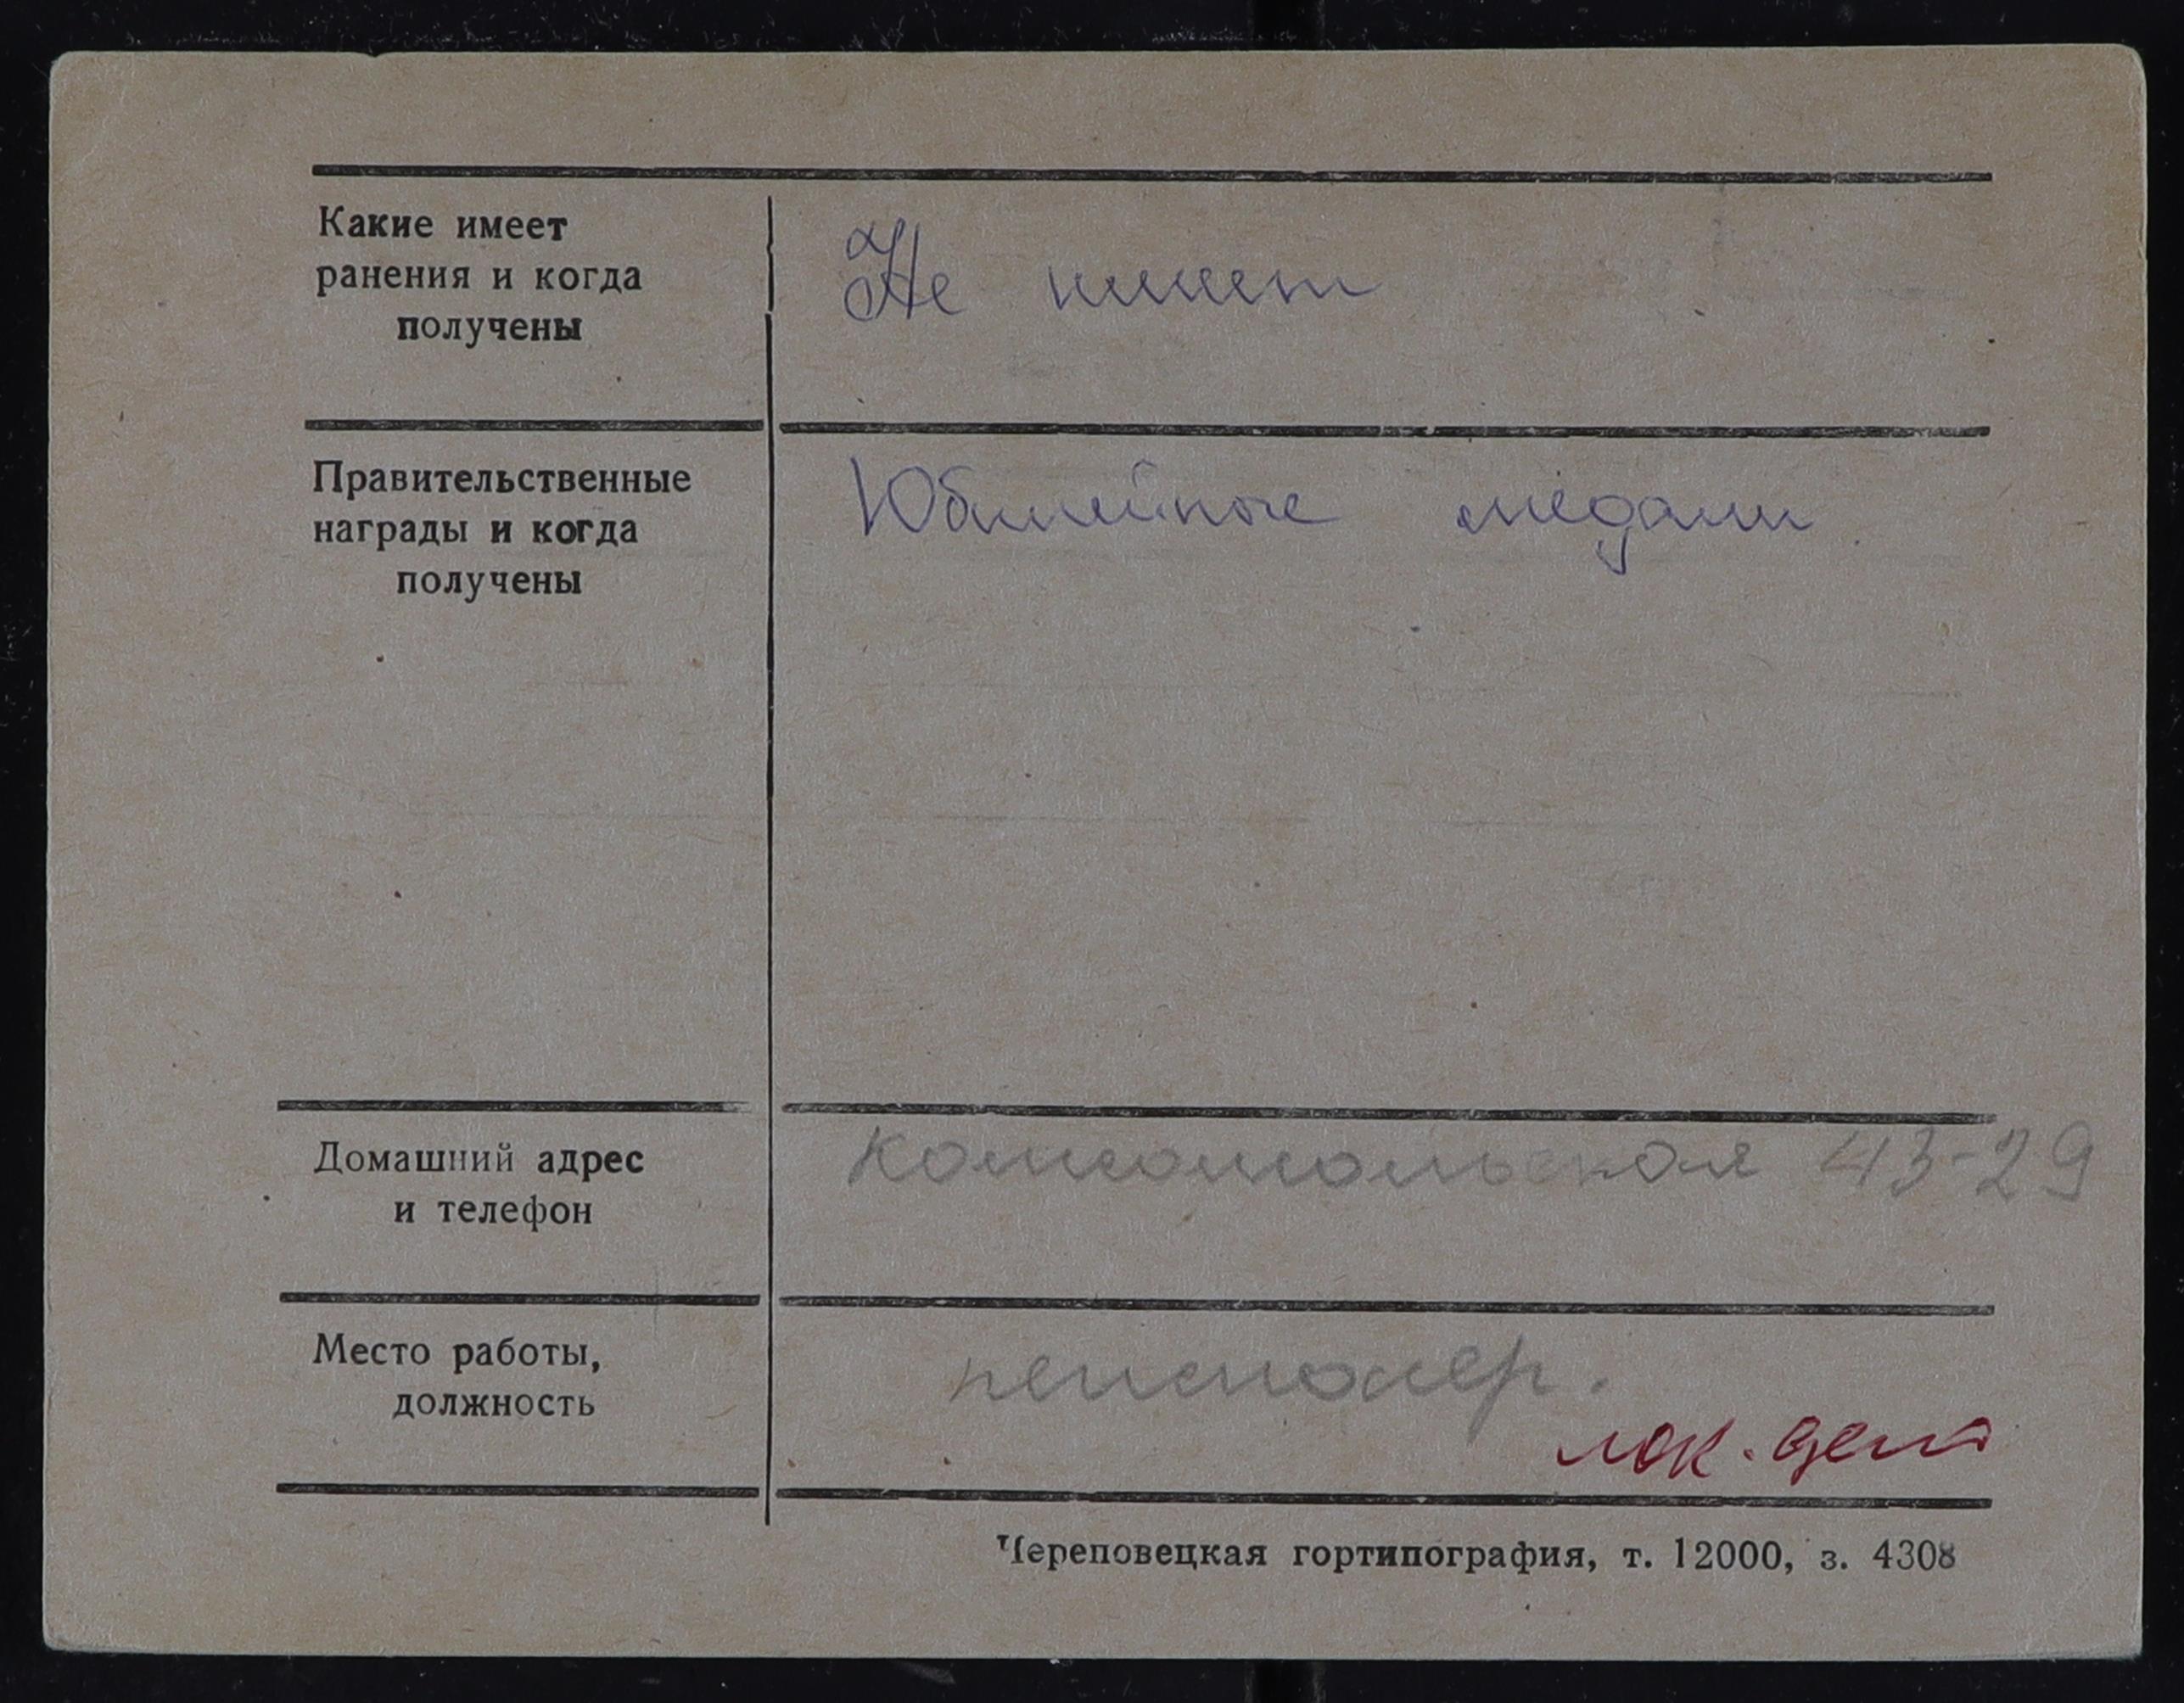 Какие имеет
ранения и когда
получены
Не имеет
Правительственные
награды и когда
получены
Юбилейные медали.
Домашний адрес
и телефон
Комсомольская 43-29
Место работы,
должность
пенсионер.
лок. депо
Череповецкая гортипография, т. 12000, з. 4308